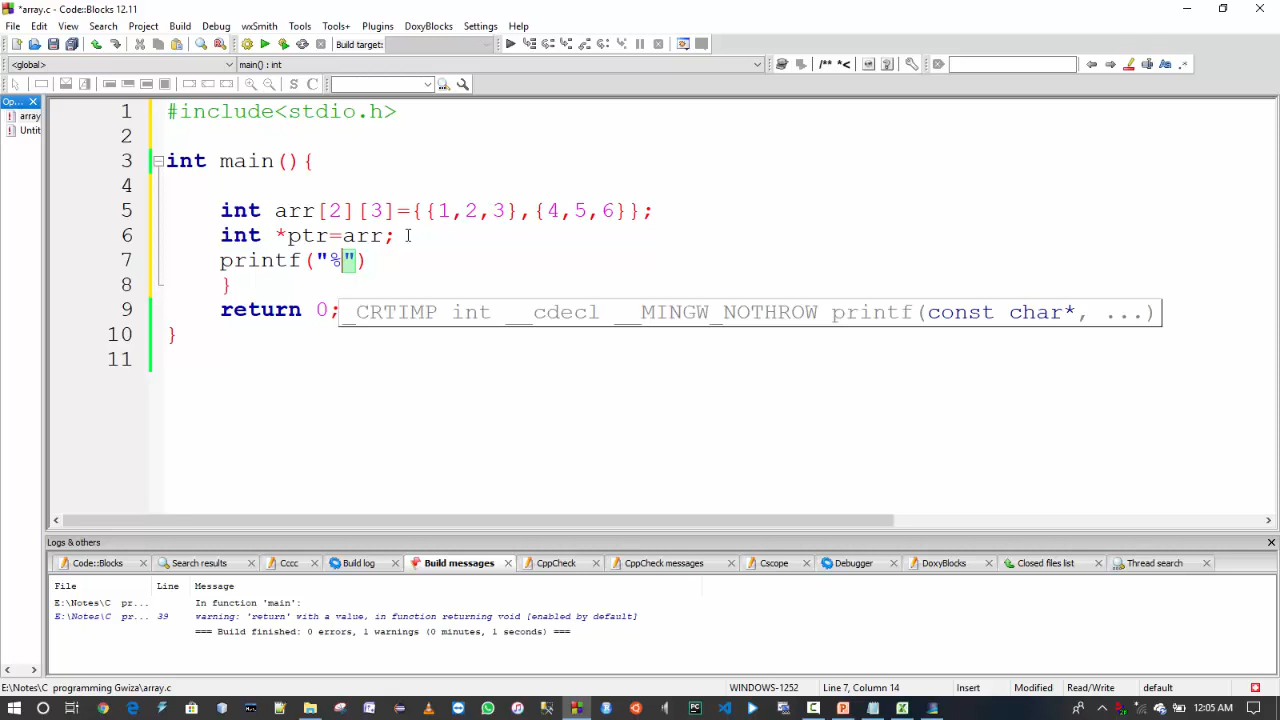 *array.c - Code::Blocks 12.11
File Edit View Search Project Build Debug wxSmith Tools Tools+ Plugins DoxyBlocks Settings Help
Build target:
<global> main() : int /** *<
S C
Op...
array
Untit
1 #include<stdio.h>
2
3 int main(){
4
5 int arr[2][3]={{1,2,3},{4,5,6}};
6 int *ptr=arr;
7 printf("%")
8 }
9 return 0;
_CRTIMP int __cdecl __MINGW_NOTHROW printf(const char*, ...)
10 }
11
Logs & others
Code::Blocks Search results Cccc Build log Build messages CppCheck CppCheck messages Cscope Debugger DoxyBlocks Closed files list Thread search
File Line Message
E:\Notes\C pr... In function 'main':
E:\Notes\C pr... 39 warning: 'return' with a value, in function returning void [enabled by default]
=== Build finished: 0 errors, 1 warnings (0 minutes, 1 seconds) ===
E:\Notes\C programming Gwiza\array.c WINDOWS-1252 Line 7, Column 14 Insert Modified Read/Write default
12:05 AM